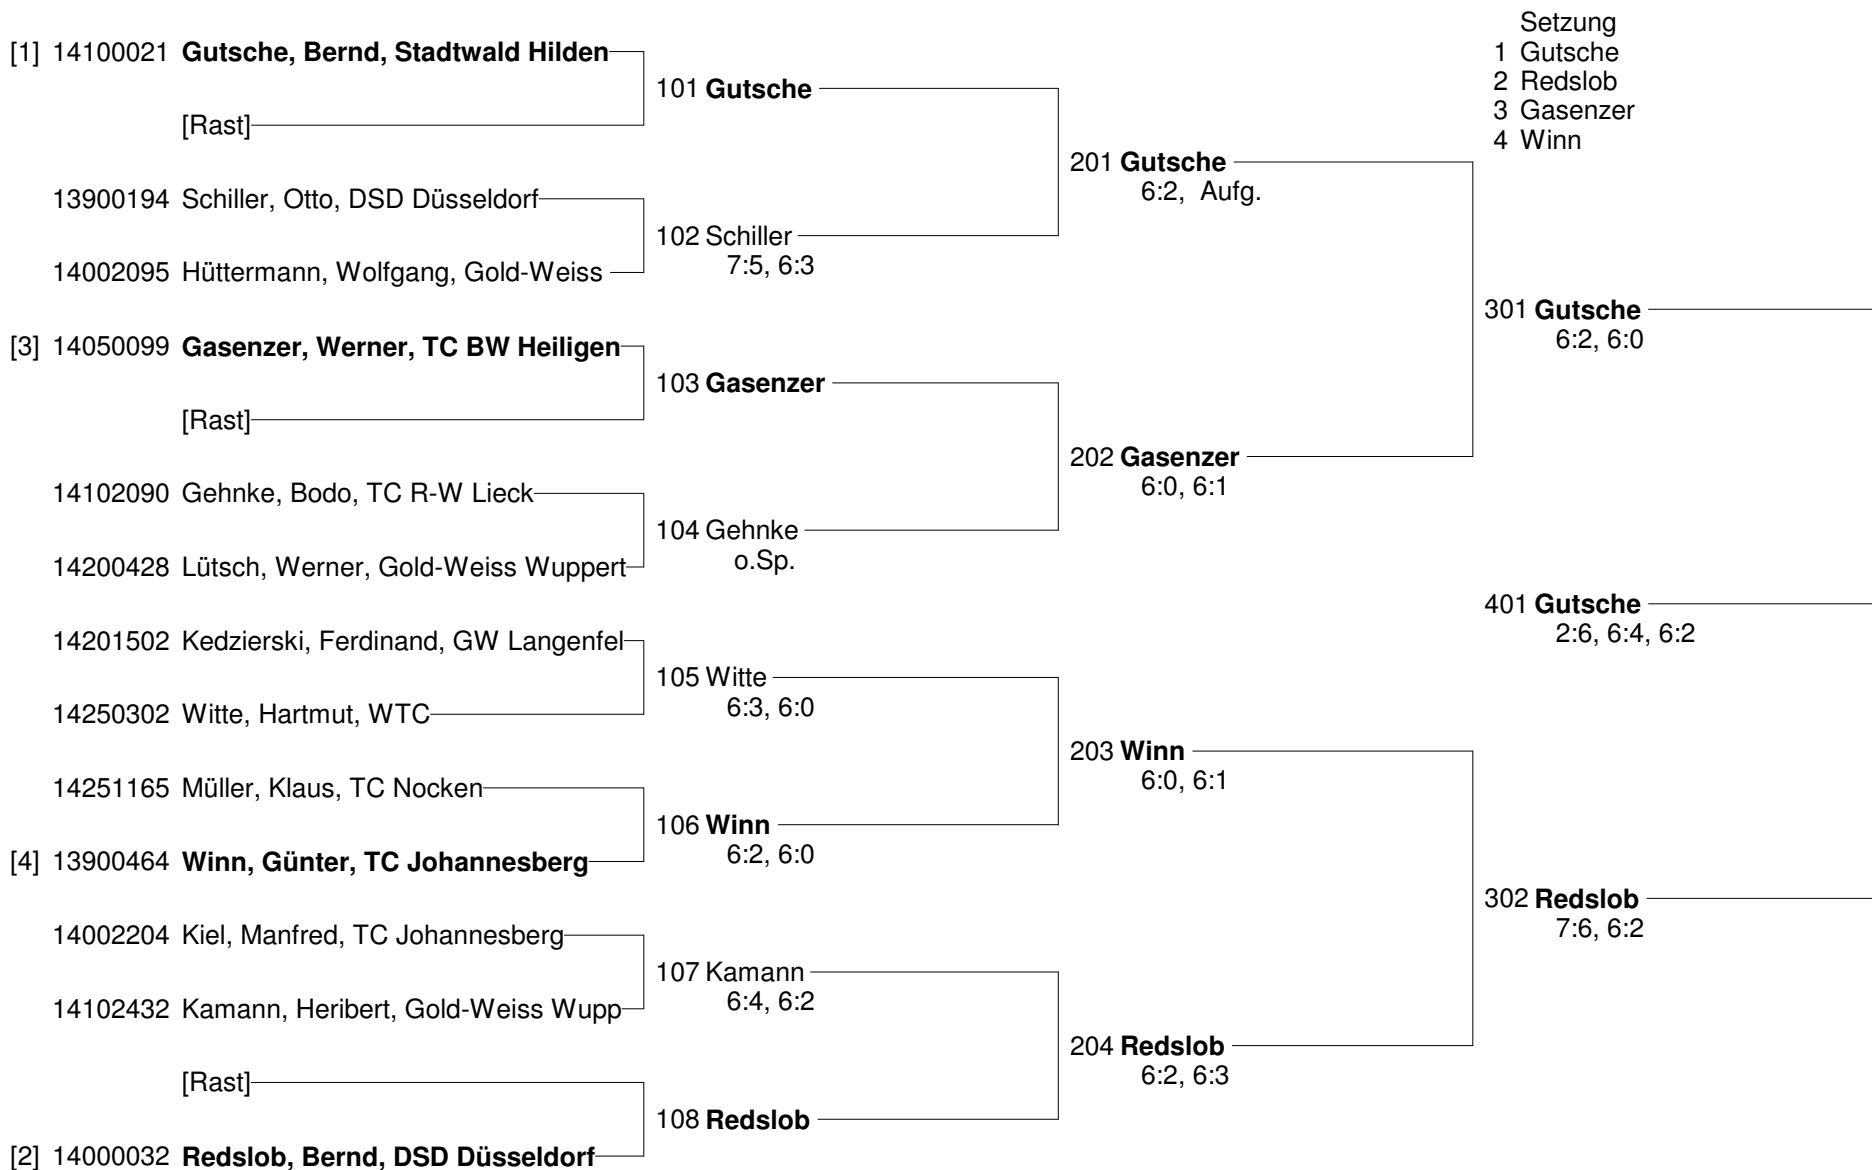 Setzung
1 Gutsche
2 Redslob
3 Gasenzer
4 Winn
[1] 14100021 Gutsche, Bernd, Stadtwald Hilden
[Rast]
13900194 Schiller, Otto, DSD Düsseldorf
14002095 Hüttermann, Wolfgang, Gold-Weiss
[3] 14050099 Gasenzer, Werner, TC BW Heiligen
[Rast]
14102090 Gehnke, Bodo, TC R-W Lieck
14200428 Lütsch, Werner, Gold-Weiss Wuppert
14201502 Kedzierski, Ferdinand, GW Langenfel
14250302 Witte, Hartmut, WTC
14251165 Müller, Klaus, TC Nocken
[4] 13900464 Winn, Günter, TC Johannesberg
14002204 Kiel, Manfred, TC Johannesberg
14102432 Kamann, Heribert, Gold-Weiss Wupp
[Rast]
[2] 14000032 Redslob, Bernd, DSD Düsseldorf
101 Gutsche
102 Schiller
7:5, 6:3
103 Gasenzer
104 Gehnke
o.Sp.
105 Witte
6:3, 6:0
106 Winn
6:2, 6:0
107 Kamann
6:4, 6:2
108 Redslob
201 Gutsche
6:2, Aufg.
202 Gasenzer
6:0, 6:1
203 Winn
6:0, 6:1
204 Redslob
6:2, 6:3
301 Gutsche
6:2, 6:0
401 Gutsche
2:6, 6:4, 6:2
302 Redslob
7:6, 6:2